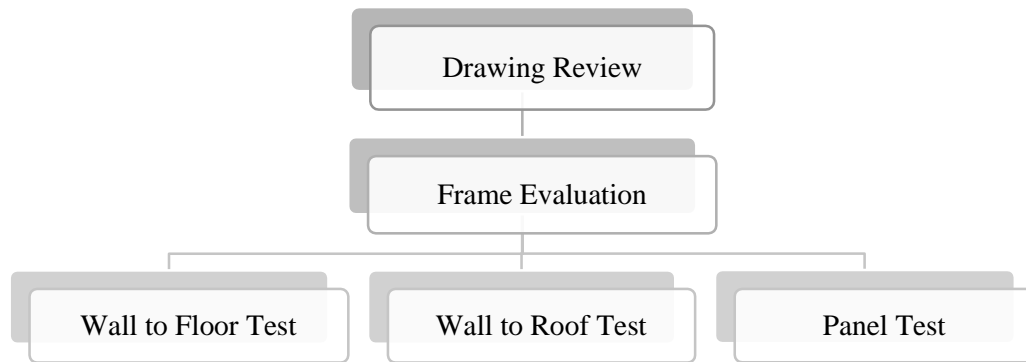 Drawing Review
Frame Evaluation
Wall to Floor Test
Wall to Roof Test
Panel Test